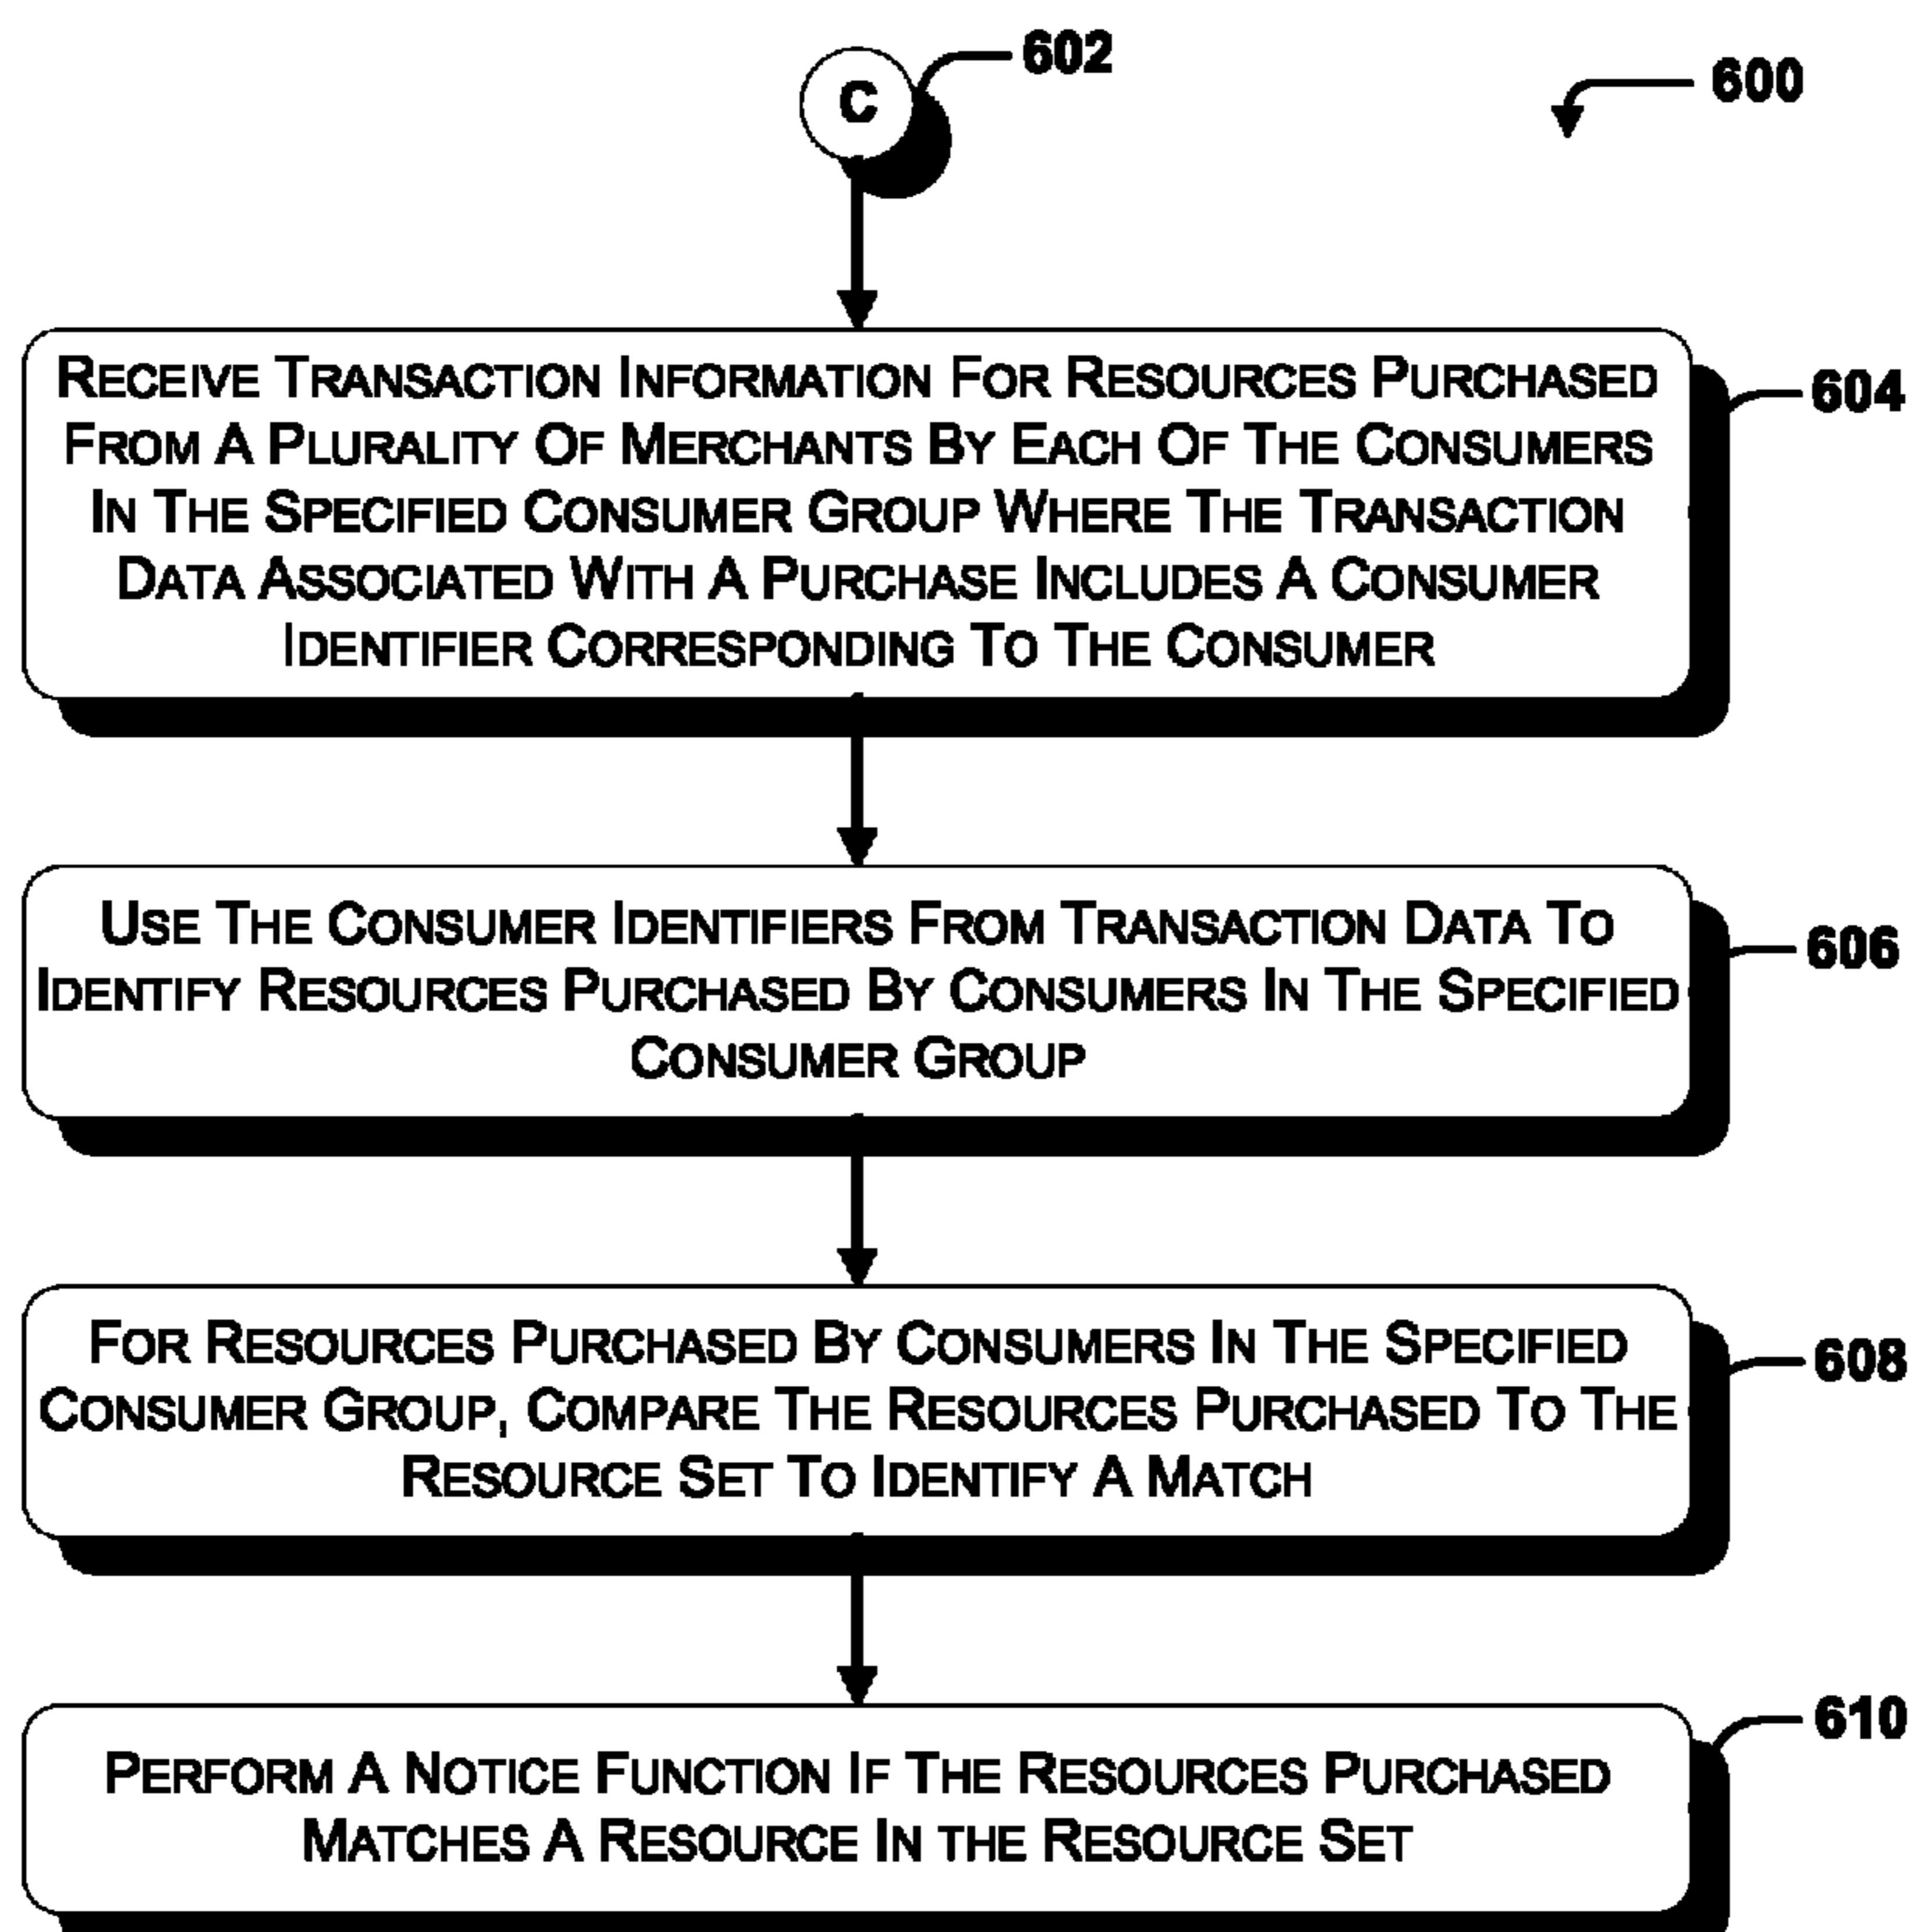 602
600
C
RECEIVE TRANSACTION INFORMATION FOR RESOURCES PURCHASED
FROM A PLURALITY OF MERCHANTS BY EACH OF THE CONSUMERS
IN THE SPECIFIED CONSUMER GROUP WHERE THE TRANSACTION
DATA ASSOCIATED WITH A PURCHASE INCLUDES A CONSUMER
IDENTIFIER CORRESPONDING TO THE CONSUMER
604
USE THE CONSUMER IDENTIFIERS FROM TRANSACTION DATA TO
IDENTIFY RESOURCES PURCHASED BY CONSUMERS IN THE SPECIFIED
CONSUMER GROUP
606
FOR RESOURCES PURCHASED BY CONSUMERS IN THE SPECIFIED
CONSUMER GROUP, COMPARE THE RESOURCES PURCHASED TO THE
RESOURCE SET TO IDENTIFY A MATCH
608
PERFORM A NOTICE FUNCTION IF THE RESOURCES PURCHASED
MATCHES A RESOURCE IN THE RESOURCE SET
610